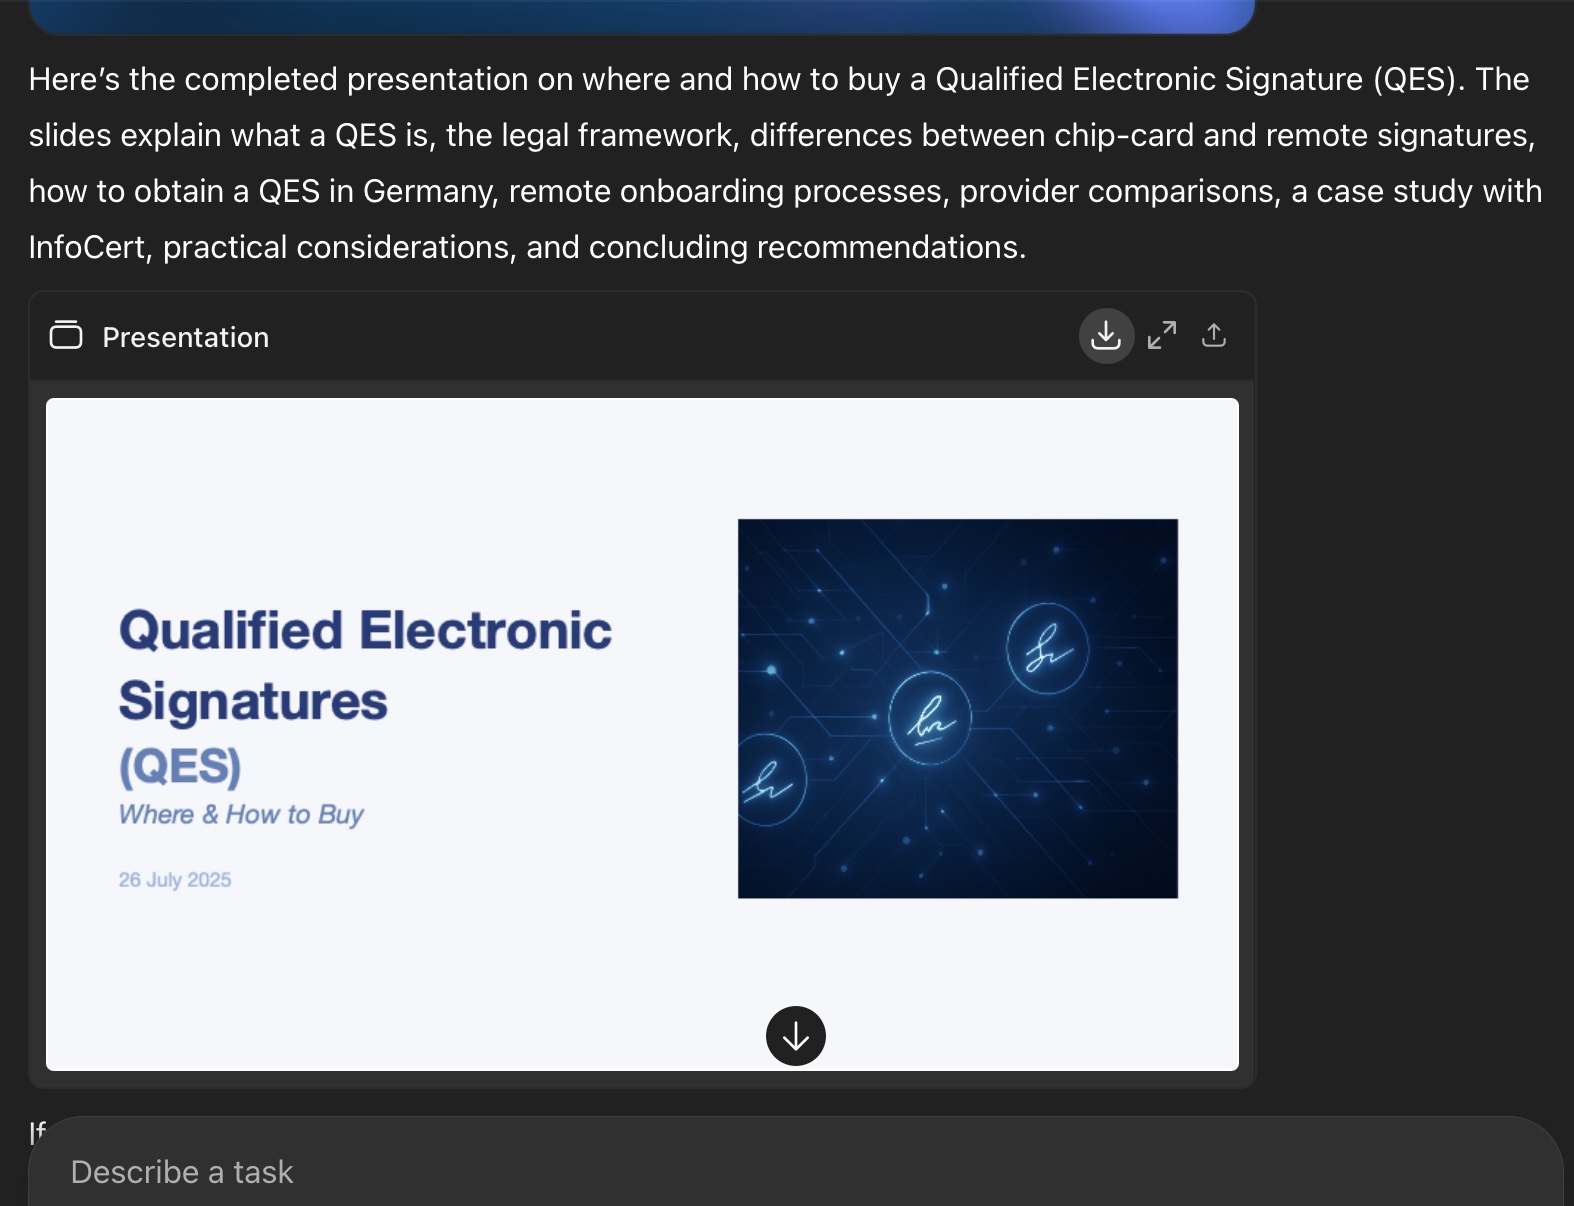 Here’s the completed presentation on where and how to buy a Qualified Electronic Signature (QES). The
slides explain what a QES is, the legal framework, differences between chip-card and remote signatures,
how to obtain a QES in Germany, remote onboarding processes, provider comparisons, a case study with
InfoCert, practical considerations, and concluding recommendations.
Presentation
Qualified Electronic
Signatures
(QES)
Where & How to Buy
26 July 2025
If
Describe a task